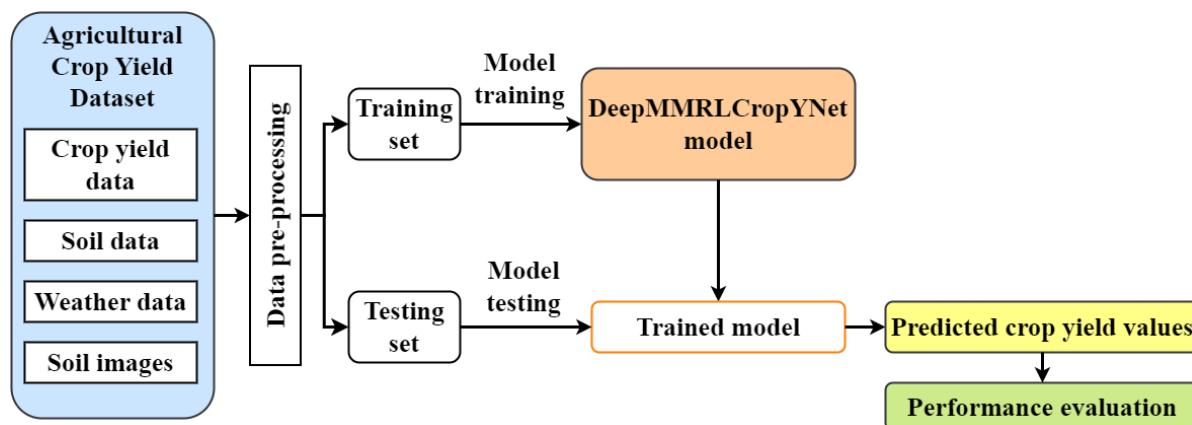 Agricultural
Crop Yield
Dataset
Crop yield
data
Soil data
Weather data
Soil images
Data pre-processing
Training
set
Testing
set
Model
training
Model
testing
DeepMMRLCropYNet
model
Trained model
Predicted crop yield values
Performance evaluation